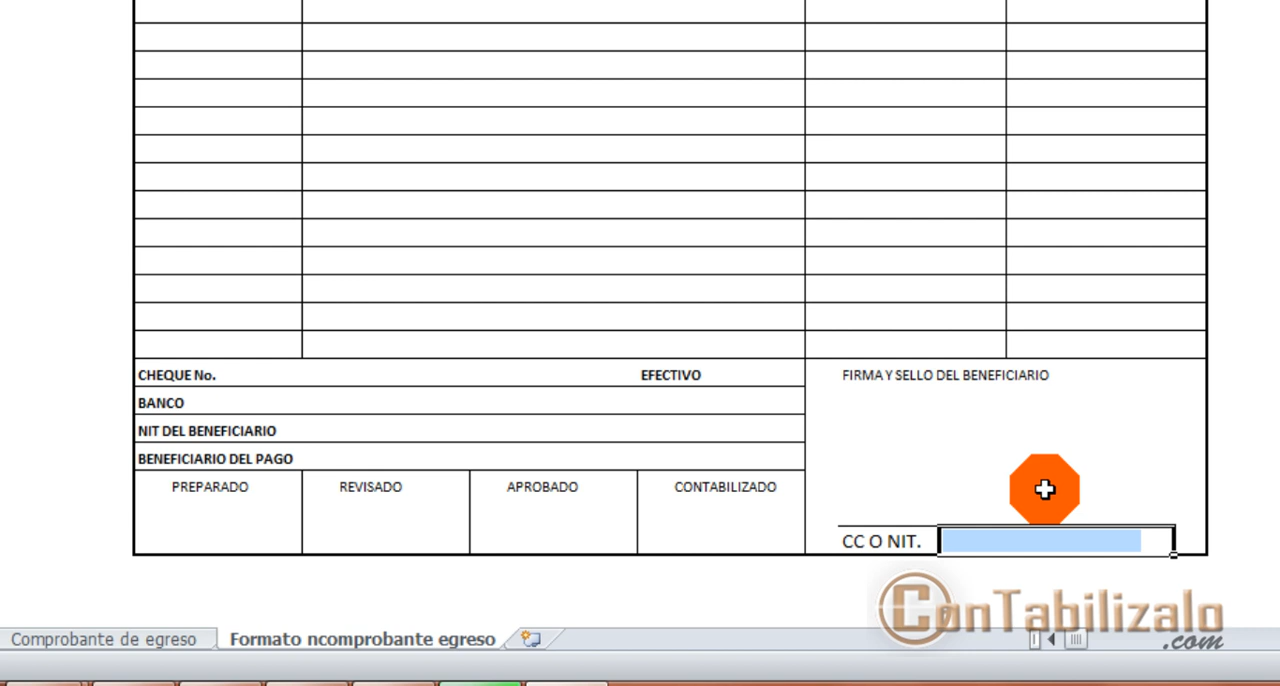 CHEQUE No. EFECTIVO FIRMA Y SELLO DEL BENEFICIARIO
BANCO
NIT DEL BENEFICIARIO
BENEFICIARIO DEL PAGO
PREPARADO REVISADO APROBADO CONTABILIZADO
CC O NIT.
ConTabilizalo
.com
Comprobante de egreso Formato ncomprobante egreso